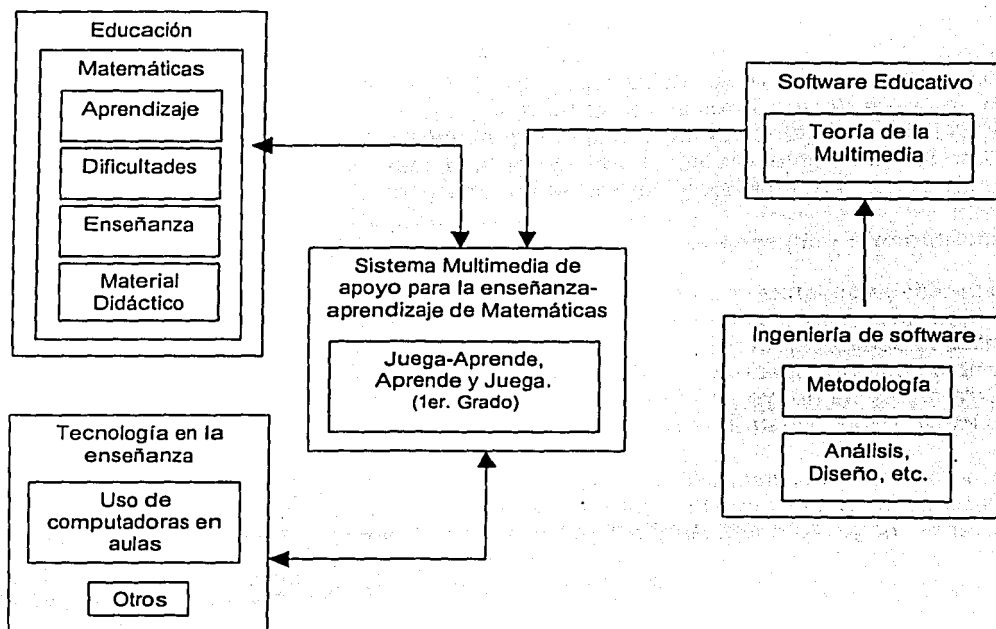 Educación
Matemáticas
Aprendizaje
Dificultades
Enseñanza
Material
Didáctico
Tecnología en la
enseñanza
Uso de
computadoras en
aulas
Otros
Sistema Multimedia de
apoyo para la enseñanza-
aprendizaje de Matemáticas
Juega-Aprende,
Aprende y Juega.
(1er. Grado)
Software Educativo
Teoría de la
Multimedia
Ingeniería de software
Metodología
Análisis,
Diseño, etc.